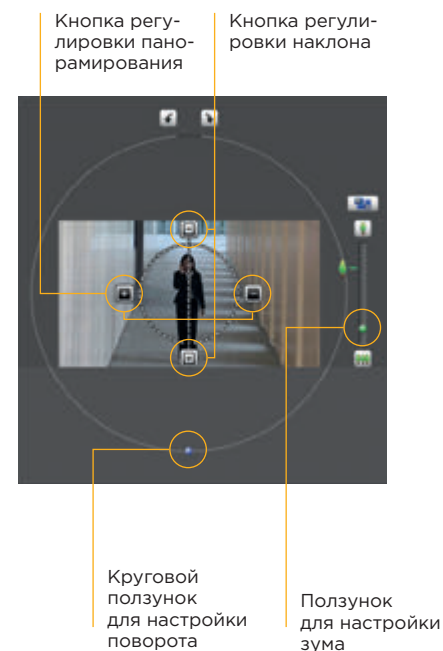 Кнопка регу-
лировки пано-
рамирования
Кнопка регули-
ровки наклона
Круговой
ползунок
для настройки
поворота
Ползунок
для настройки
зума